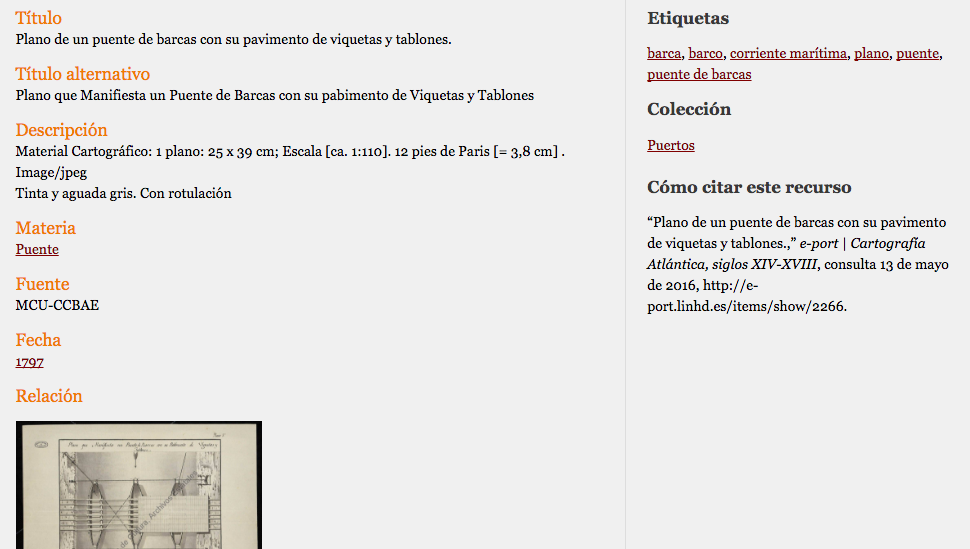 Título
Plano de un puente de barcas con su pavimento de viquetas y tablones.
Título alternativo
Plano que Manifiesta un Puente de Barcas con su pabimento de Viquetas y Tablones
Descripción
Material Cartográfico: 1 plano: 25 x 39 cm; Escala [ca. 1:110]. 12 pies de Paris [= 3,8 cm] .
Image/jpeg
Tinta y aguada gris. Con rotulación
Materia
Puente
Fuente
MCU-CCBAE
Fecha
1797
Relación
Etiquetas
barca, barco, corriente marítima, plano, puente,
puente de barcas
Colección
Puertos
Cómo citar este recurso
“Plano de un puente de barcas con su pavimento
de viquetas y tablones.,” e-port | Cartografía
Atlántica, siglos XIV-XVIII, consulta 13 de mayo
de 2016, http://e-
port.linhd.es/items/show/2266.